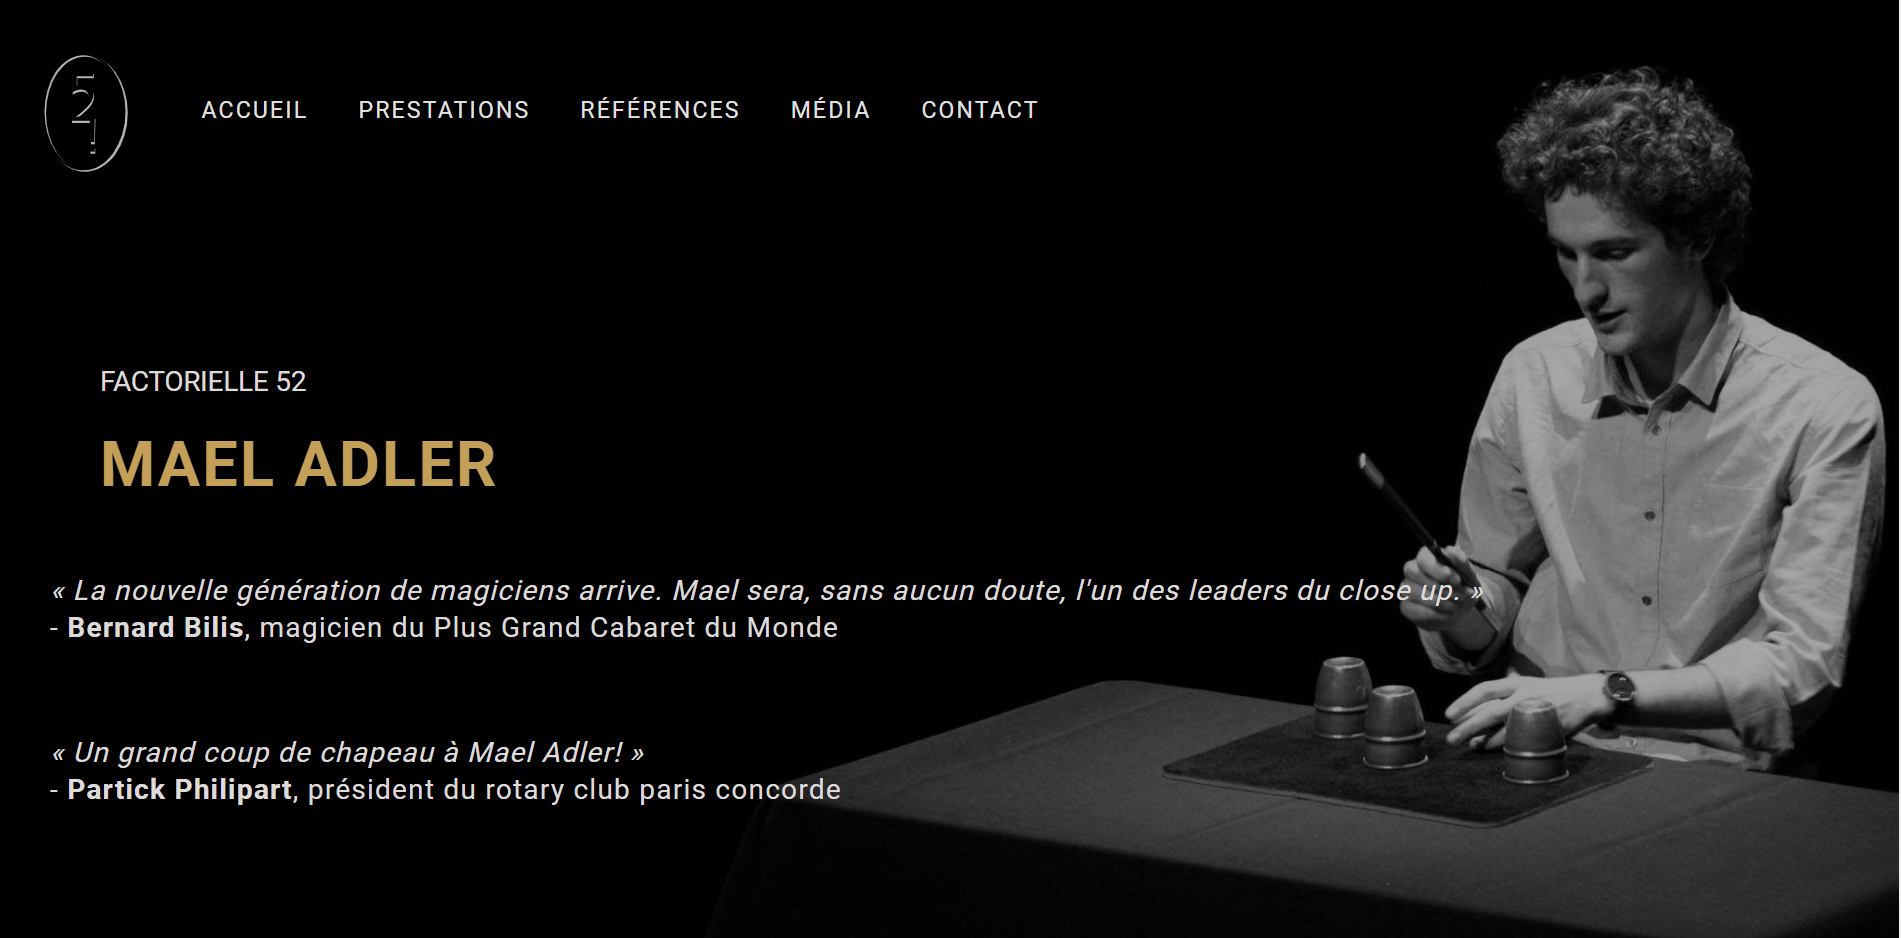 52!
ACCUEIL PRESTATIONS RÉFÉRENCES MÉDIA CONTACT
FACTORIELLE 52
MAEL ADLER
« La nouvelle génération de magiciens arrive. Mael sera, sans aucun doute, l'un des leaders du close up. »
- Bernard Bilis, magicien du Plus Grand Cabaret du Monde
« Un grand coup de chapeau à Mael Adler! »
- Partick Philipart, président du rotary club paris concorde